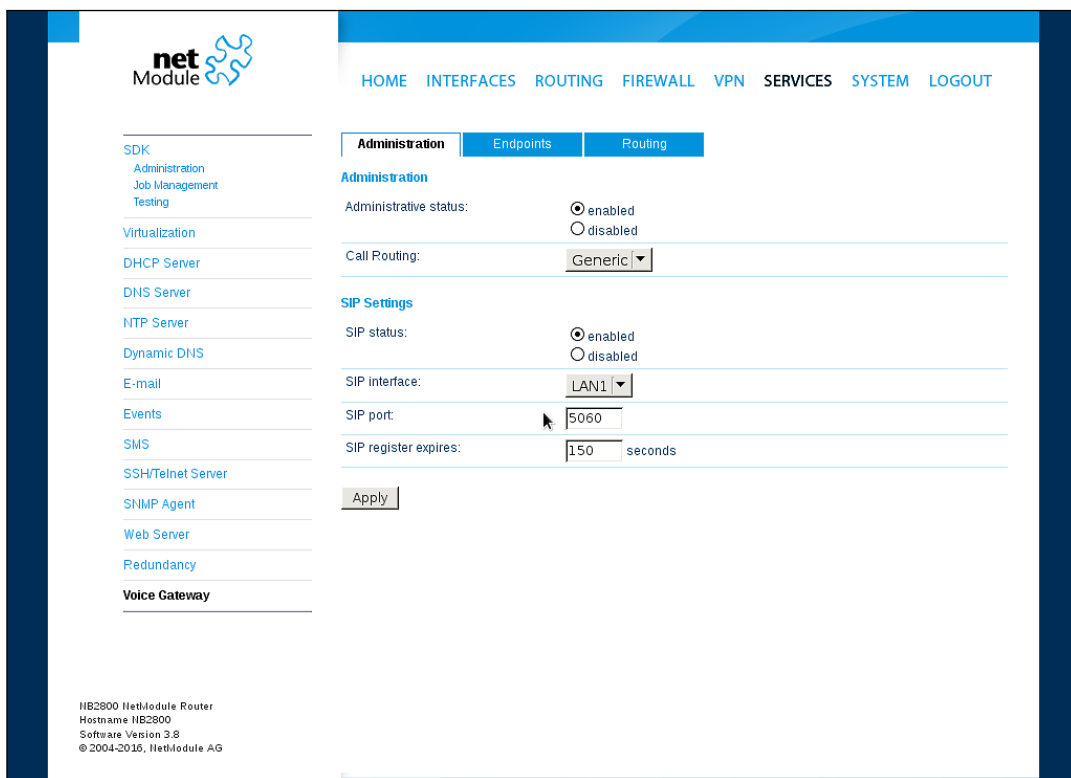 net
Module
HOME INTERFACES ROUTING FIREWALL VPN SERVICES SYSTEM LOGOUT
SDK
Administration
Job Management
Testing
Virtualization
DHCP Server
DNS Server
NTP Server
Dynamic DNS
E-mail
Events
SMS
SSH/Telnet Server
SNMP Agent
Web Server
Redundancy
Voice Gateway
Administration Endpoints Routing
Administration
Administrative status:
enabled
disabled
Call Routing: Generic
SIP Settings
SIP status:
enabled
disabled
SIP interface: LAN1
SIP port: 5060
SIP register expires: 150 seconds
Apply
NB2800 NetModule Router
Hostname NB2800
Software Version 3.8
© 2004-2016, NetModule AG